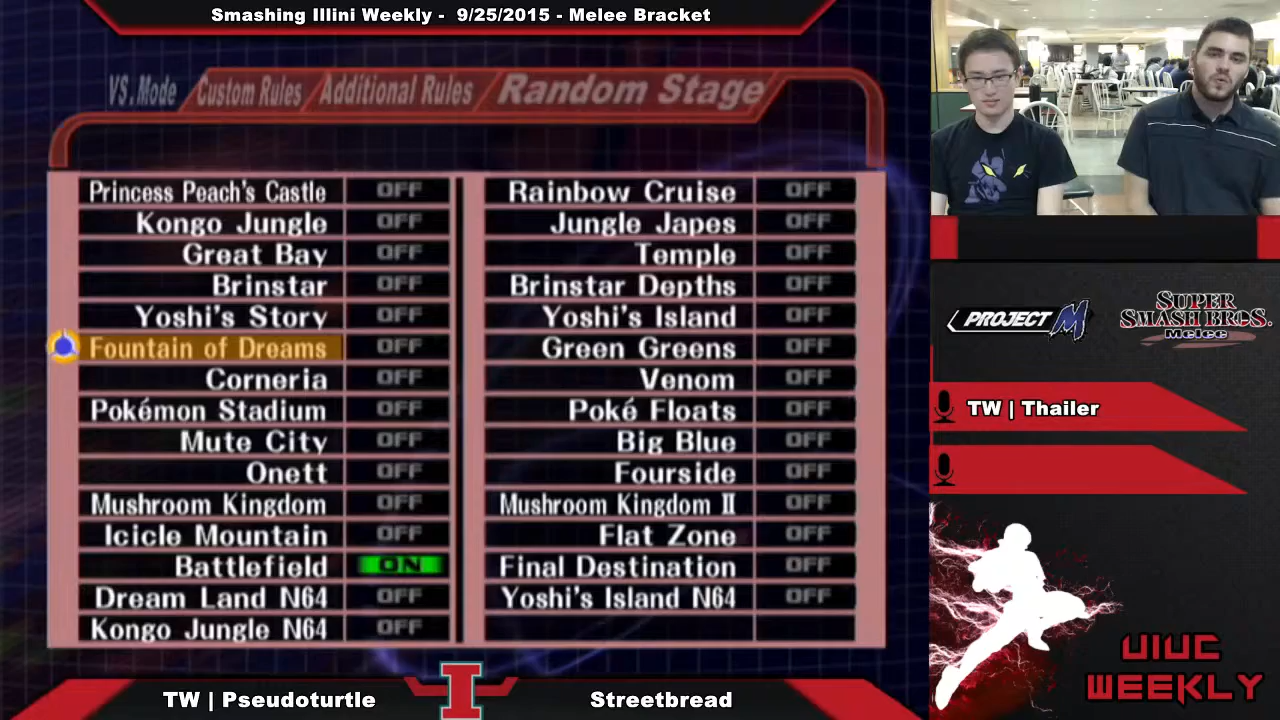 Smashing Illini Weekly - 9/25/2015 - Melee Bracket
VS. Mode Custom Rules Additional Rules Random Stage
Princess Peach's Castle OFF Rainbow Cruise OFF
Kongo Jungle OFF Jungle Japes OFF
Great Bay OFF Temple OFF
Brinstar OFF Brinstar Depths OFF
Yoshi's Story OFF Yoshi's Island OFF
Fountain of Dreams OFF Green Greens OFF
Corneria OFF Venom OFF
Pokémon Stadium OFF Poké Floats OFF
Mute City OFF Big Blue OFF
Onett OFF Fourside OFF
Mushroom Kingdom OFF Mushroom Kingdom II OFF
Icicle Mountain OFF Flat Zone OFF
Battlefield ON Final Destination OFF
Dream Land N64 OFF Yoshi's Island N64 OFF
Kongo Jungle N64 OFF
PROJECT M
SUPER
SMASH BROS.
Melee
TW | Thailer
UIUC
WEEKLY
TW | Pseudoturtle I Streetbread